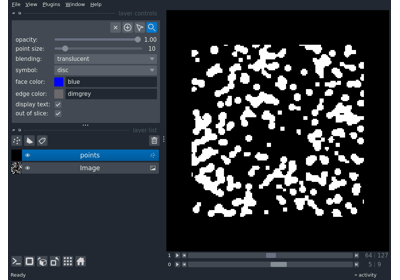 File View Plugins Window Help
layer controls
opacity: 1.00
point size: 10
blending: translucent
symbol: disc
face color: blue
edge color: dimgrey
display text:
out of slice:
layer list
points
Image
1 64 127
0 5 9
Ready activity